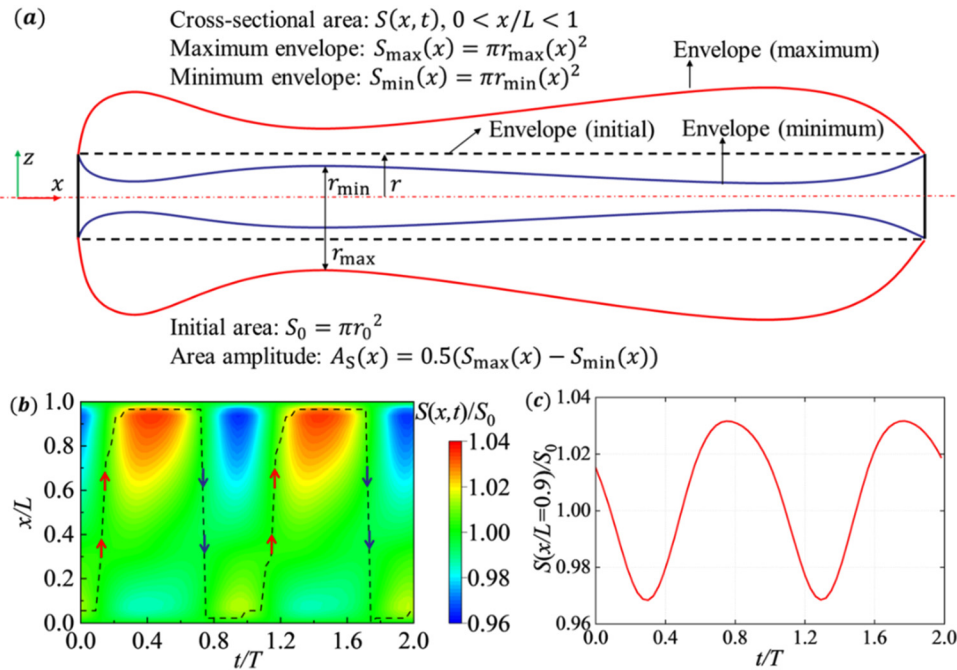 (a)
Cross-sectional area: S(x, t), 0 < x/L < 1
Maximum envelope: Smax(x) = πrmax(x)²
Minimum envelope: Smin(x) = πrmin(x)²
Envelope (maximum)
Envelope (initial)
Envelope (minimum)
z
x
rmin
r
rmax
Initial area: S₀ = πr₀²
Area amplitude: AS(x) = 0.5(Smax(x) − Smin(x))
(b)
1.0
0.8
0.6
0.4
0.2
0.0
x/L
0.0 0.4 0.8 1.2 1.6 2.0
t/T
S(x,t)/S₀
1.04
1.02
1.00
0.98
0.96
(c)
1.04
1.02
1.00
0.98
0.96
S(x/L=0.9)/S₀
0.0 0.4 0.8 1.2 1.6 2.0
t/T